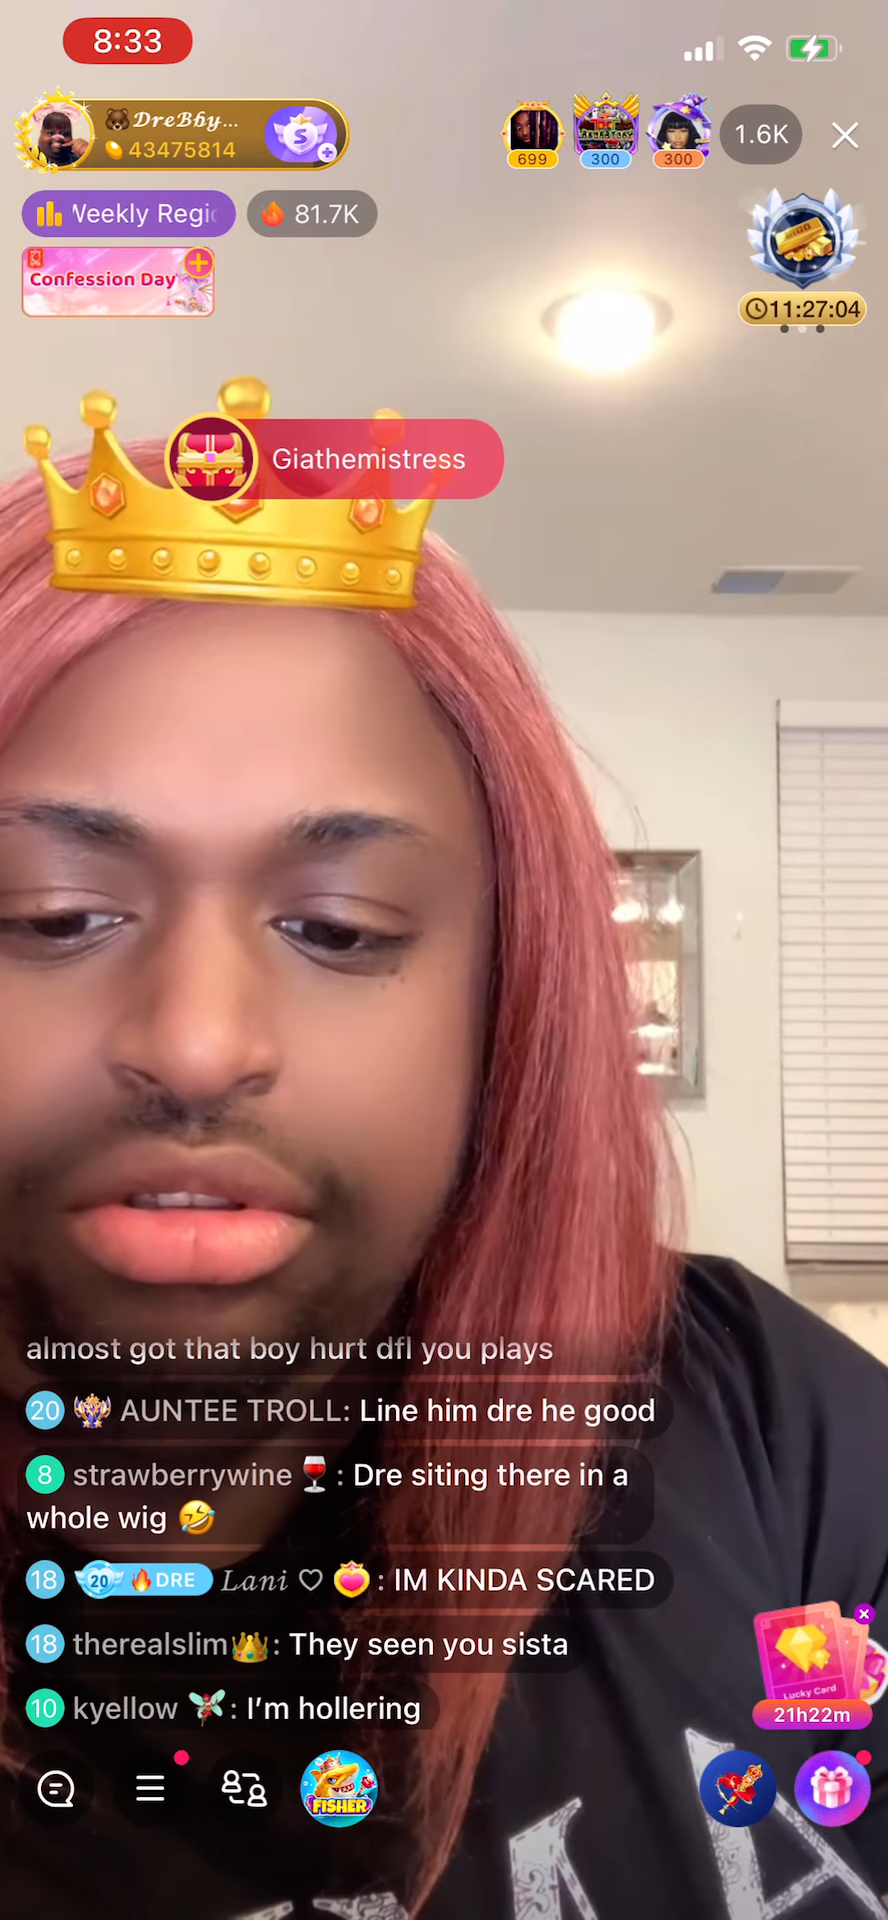 8:33
🐻𝓓𝓻𝓮𝓑𝓫𝔂...
43475814
S
699
300
300
1.6K
Weekly Regi
81.7K
Confession Day
11:27:04
Giathemistress
almost got that boy hurt dfl you plays
20 AUNTEE TROLL: Line him dre he good
8 strawberrywine 🍷 : Dre siting there in a
whole wig 🤣
18 20 🔥DRE 𝐿𝑎𝑛𝑖 ♡ : IM KINDA SCARED
18 therealslim👑: They seen you sista
10 kyellow 🧚: I'm hollering
Lucky Card
21h22m
FISHER